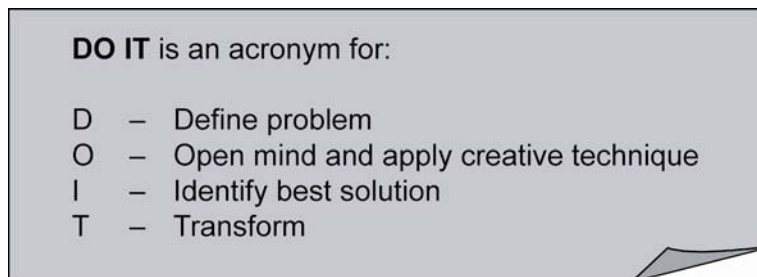 DO IT is an acronym for:
D – Define problem
O – Open mind and apply creative technique
I – Identify best solution
T – Transform